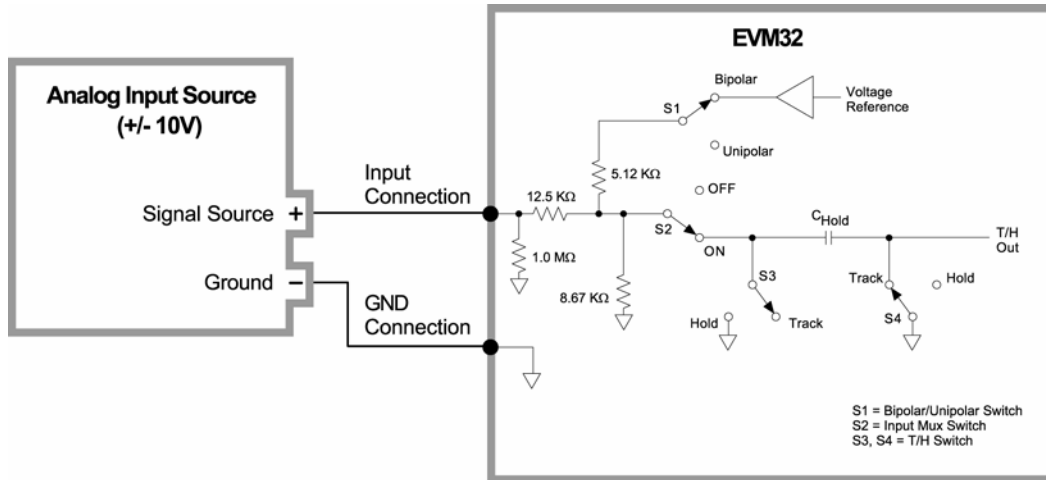 EVM32
Analog Input Source
(+/- 10V)
Bipolar
Voltage
Reference
S1
Unipolar
Input
Connection
5.12 KΩ
12.5 KΩ
OFF
Signal Source
+
S2
ON
CHold
T/H
Out
1.0 MΩ
Ground
−
8.67 KΩ
S3
Track
Hold
GND
Connection
Hold
Track
S4
S1 = Bipolar/Unipolar Switch
S2 = Input Mux Switch
S3, S4 = T/H Switch